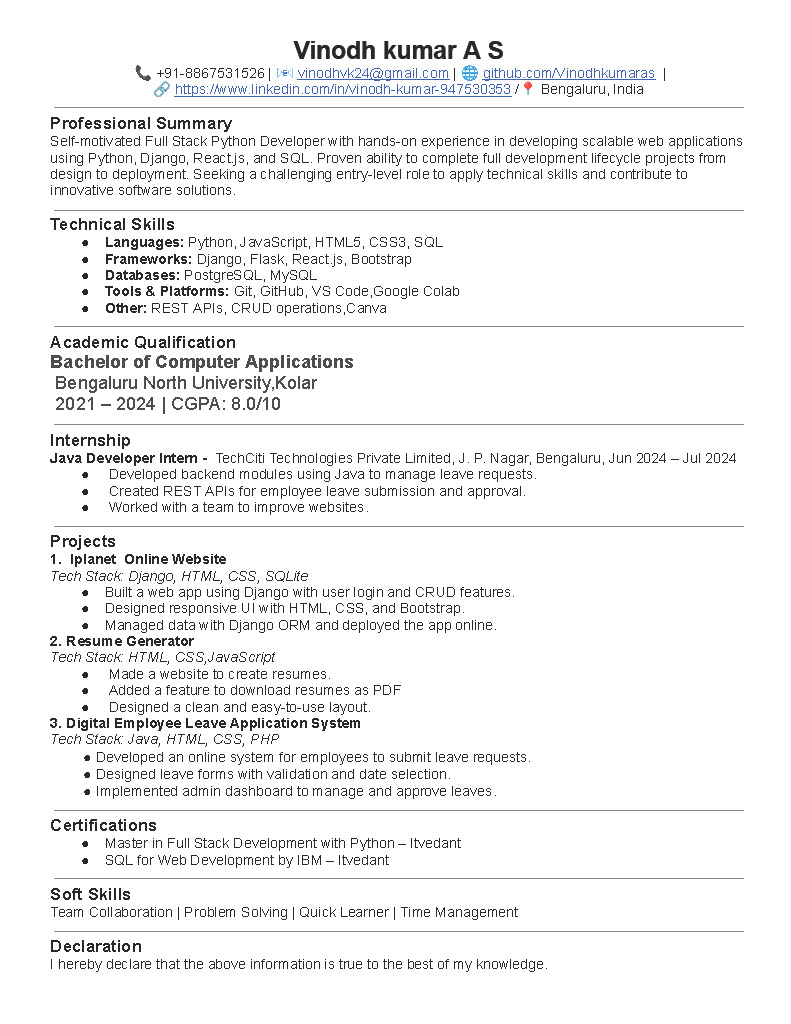 Vinodh kumar A S
📞 +91-8867531526 | 📧 vinodhvk24@gmail.com | 🌐 github.com/Vinodhkumaras |
🔗 https://www.linkedin.com/in/vinodh-kumar-947530353 /📍 Bengaluru, India
Professional Summary
Self-motivated Full Stack Python Developer with hands-on experience in developing scalable web applications
using Python, Django, React.js, and SQL. Proven ability to complete full development lifecycle projects from
design to deployment. Seeking a challenging entry-level role to apply technical skills and contribute to
innovative software solutions.
Technical Skills
● Languages: Python, JavaScript, HTML5, CSS3, SQL
● Frameworks: Django, Flask, React.js, Bootstrap
● Databases: PostgreSQL, MySQL
● Tools & Platforms: Git, GitHub, VS Code,Google Colab
● Other: REST APIs, CRUD operations,Canva
Academic Qualification
Bachelor of Computer Applications
Bengaluru North University,Kolar
2021 – 2024 | CGPA: 8.0/10
Internship
Java Developer Intern - TechCiti Technologies Private Limited, J. P. Nagar, Bengaluru, Jun 2024 – Jul 2024
● Developed backend modules using Java to manage leave requests.
● Created REST APIs for employee leave submission and approval.
● Worked with a team to improve websites.
Projects
1. Iplanet Online Website
Tech Stack: Django, HTML, CSS, SQLite
● Built a web app using Django with user login and CRUD features.
● Designed responsive UI with HTML, CSS, and Bootstrap.
● Managed data with Django ORM and deployed the app online.
2. Resume Generator
Tech Stack: HTML, CSS,JavaScript
● Made a website to create resumes.
● Added a feature to download resumes as PDF
● Designed a clean and easy-to-use layout.
3. Digital Employee Leave Application System
Tech Stack: Java, HTML, CSS, PHP
● Developed an online system for employees to submit leave requests.
● Designed leave forms with validation and date selection.
● Implemented admin dashboard to manage and approve leaves.
Certifications
● Master in Full Stack Development with Python – Itvedant
● SQL for Web Development by IBM – Itvedant
Soft Skills
Team Collaboration | Problem Solving | Quick Learner | Time Management
Declaration
I hereby declare that the above information is true to the best of my knowledge.